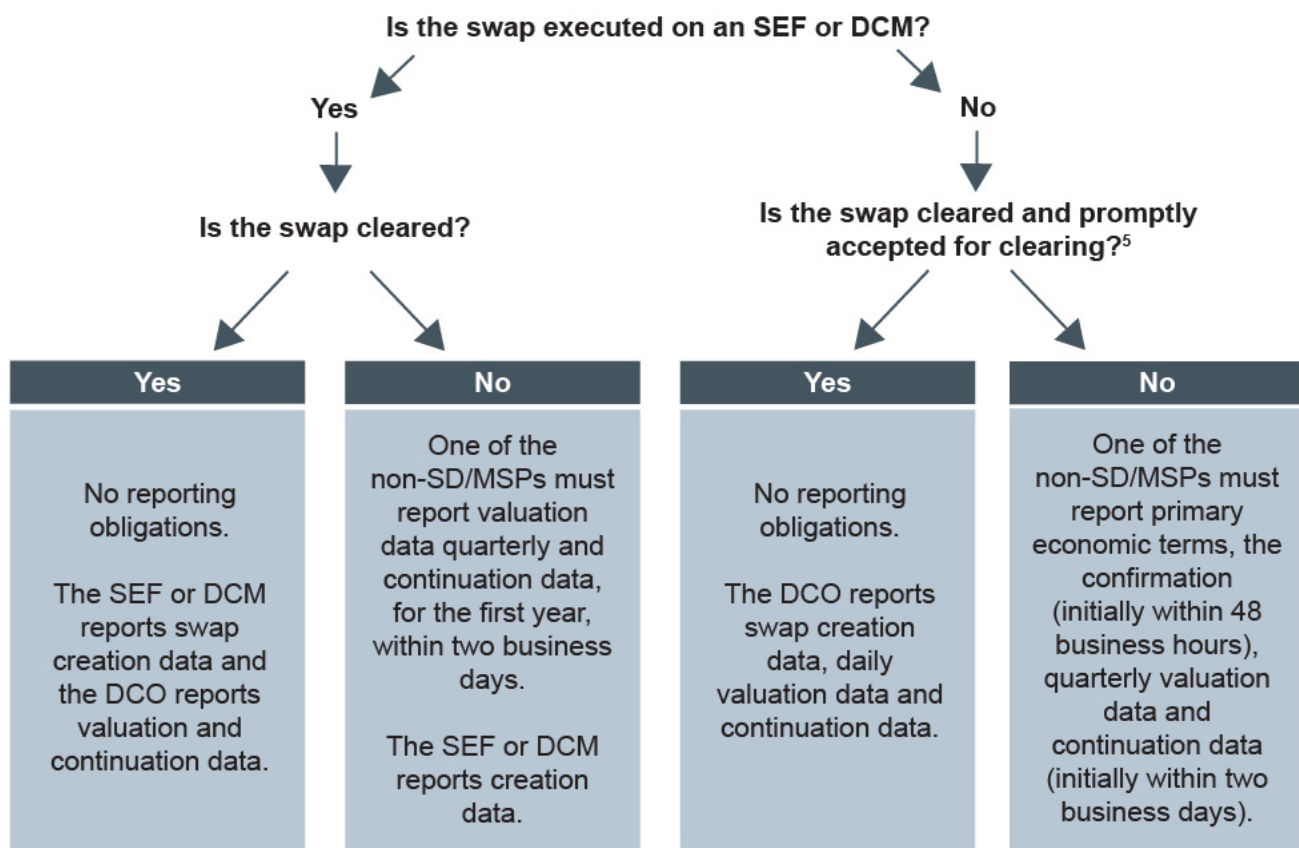 Is the swap executed on an SEF or DCM?
Yes
No
Is the swap cleared?
Is the swap cleared and promptly
accepted for clearing?⁵
Yes
No reporting
obligations.
The SEF or DCM
reports swap
creation data and
the DCO reports
valuation and
continuation data.
No
One of the
non-SD/MSPs must
report valuation
data quarterly and
continuation data,
for the first year,
within two business
days.
The SEF or DCM
reports creation
data.
Yes
No reporting
obligations.
The DCO reports
swap creation
data, daily
valuation data and
continuation data.
No
One of the
non-SD/MSPs must
report primary
economic terms, the
confirmation
(initially within 48
business hours),
quarterly valuation
data and
continuation data
(initially within two
business days).